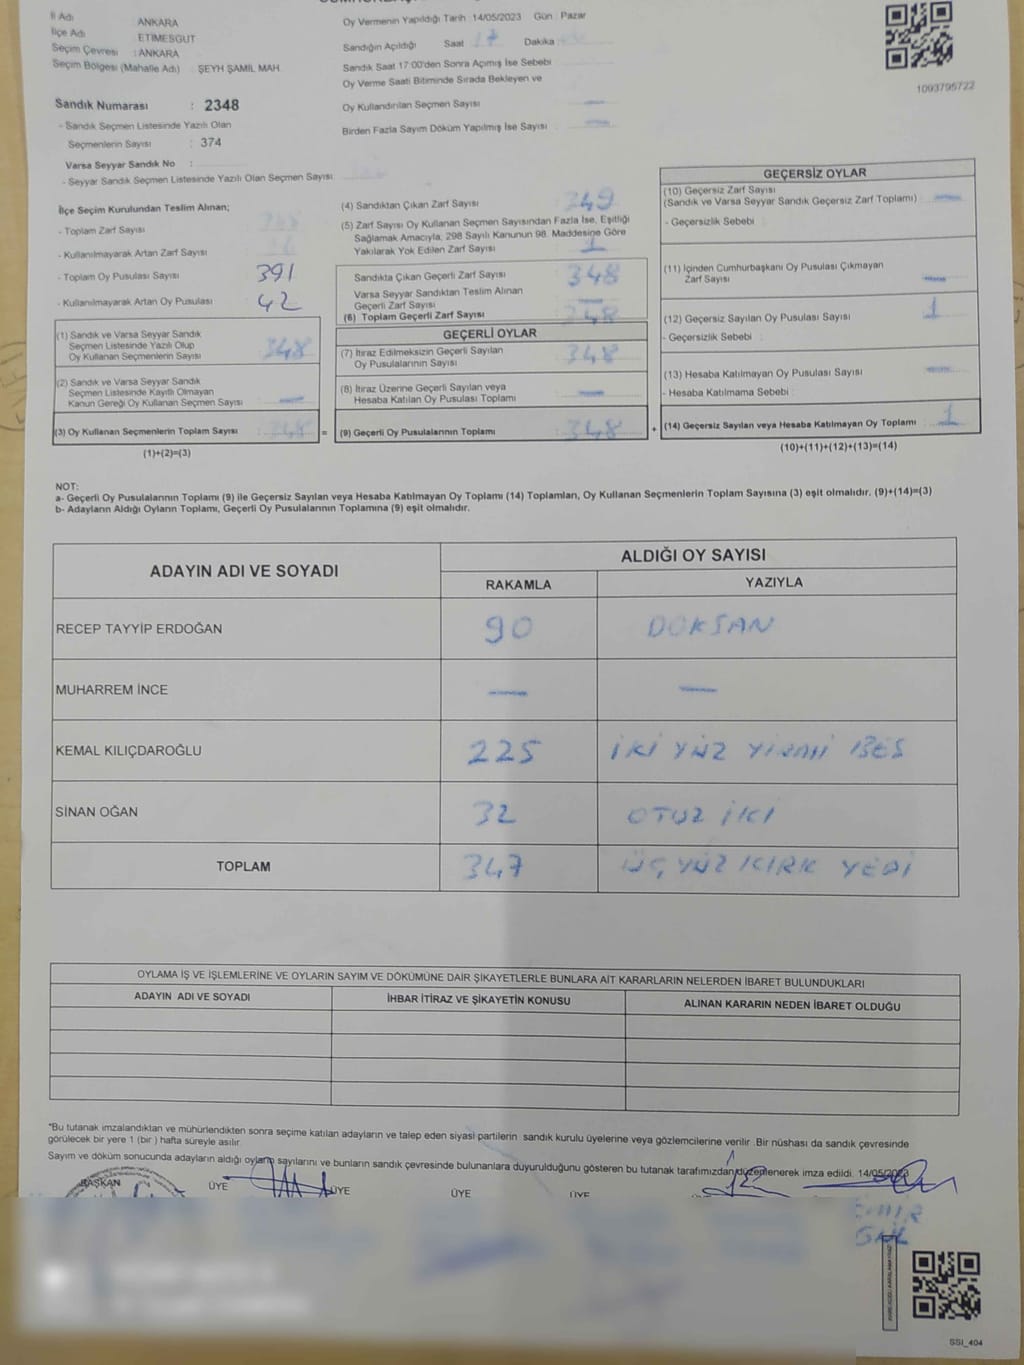 İl Adı ANKARA
İlçe Adı : ETİMESGUT
Seçim Çevresi : ANKARA
Seçim Bölgesi (Mahalle Adı) : ŞEYH ŞAMİL MAH.
Oy Vermenin Yapıldığı Tarih :14/05/2023 Gün : Pazar
Sandığın Açıldığı Saat 17 Dakika :
Sandık Saat 17:00'den Sonra Açımış İse Sebebi
Oy Verme Saati Bitiminde Sırada Bekleyen ve
Oy Kullandırılan Seçmen Sayısı —
Birden Fazla Sayım Döküm Yapılmış İse Sayısı —
1093795722
Sandık Numarası : 2348
- Sandık Seçmen Listesinde Yazılı Olan
Seçmenlerin Sayısı : 374
Varsa Seyyar Sandık No :
- Seyyar Sandık Seçmen Listesinde Yazılı Olan Seçmen Sayısı
İlçe Seçim Kurulundan Teslim Alınan;
- Toplam Zarf Sayısı
- Kullanılmayarak Artan Zarf Sayısı
- Toplam Oy Pusulası Sayısı 391
- Kullanılmayarak Artan Oy Pusulası 42
(1) Sandık ve Varsa Seyyar Sandık
Seçmen Listesinde Yazılı Olup
Oy Kullanan Seçmenlerin Sayısı 348
(2) Sandık ve Varsa Seyyar Sandık
Seçmen Listesinde Kayıtlı Olmayan
Kanun Gereği Oy Kullanan Seçmen Sayısı —
(3) Oy Kullanan Seçmenlerin Toplam Sayısı : 348 =
(1)+(2)=(3)
(4) Sandıktan Çıkan Zarf Sayısı 349
(5) Zarf Sayısı Oy Kullanan Seçmen Sayısından Fazla İse, Eşitliği
Sağlamak Amacıyla, 298 Sayılı Kanunun 98. Maddesine Göre
Yakılarak Yok Edilen Zarf Sayısı 1
Sandıkta Çıkan Geçerli Zarf Sayısı 348
Varsa Seyyar Sandıktan Teslim Alınan
Geçerli Zarf Sayısı —
(6) Toplam Geçerli Zarf Sayısı 348
GEÇERLİ OYLAR
(7) İtiraz Edilmeksizin Geçerli Sayılan
Oy Pusulalarının Sayısı 348
(8) İtiraz Üzerine Geçerli Sayılan veya
Hesaba Katılan Oy Pusulası Toplamı —
(9) Geçerli Oy Pusulalarının Toplamı 348 +
GEÇERSİZ OYLAR
(10) Geçersiz Zarf Sayısı
(Sandık ve Varsa Seyyar Sandık Geçersiz Zarf Toplamı) —
- Geçersizlik Sebebi :
(11) İçinden Cumhurbaşkanı Oy Pusulası Çıkmayan
Zarf Sayısı —
(12) Geçersiz Sayılan Oy Pusulası Sayısı 1
- Geçersizlik Sebebi :
(13) Hesaba Katılmayan Oy Pusulası Sayısı —
- Hesaba Katılmama Sebebi :
(14) Geçersiz Sayılan veya Hesaba Katılmayan Oy Toplamı 1
(10)+(11)+(12)+(13)=(14)
NOT:
a- Geçerli Oy Pusulalarının Toplamı (9) ile Geçersiz Sayılan veya Hesaba Katılmayan Oy Toplamı (14) Toplamları, Oy Kullanan Seçmenlerin Toplam Sayısına (3) eşit olmalıdır. (9)+(14)=(3)
b- Adayların Aldığı Oyların Toplamı, Geçerli Oy Pusulalarının Toplamına (9) eşit olmalıdır.
ADAYIN ADI VE SOYADI
ALDIĞI OY SAYISI
RAKAMLA YAZIYLA
RECEP TAYYİP ERDOĞAN 90 DOKSAN
MUHARREM İNCE — —
KEMAL KILIÇDAROĞLU 225 İKİ YÜZ YİRMİ BEŞ
SİNAN OĞAN 32 OTUZ İKİ
TOPLAM 347 ÜÇ YÜZ KIRK YEDİ
OYLAMA İŞ VE İŞLEMLERİNE VE OYLARIN SAYIM VE DÖKÜMÜNE DAİR ŞİKAYETLERLE BUNLARA AİT KARARLARIN NELERDEN İBARET BULUNDUKLARI
ADAYIN ADI VE SOYADI İHBAR İTİRAZ VE ŞİKAYETİN KONUSU ALINAN KARARIN NEDEN İBARET OLDUĞU
*Bu tutanak imzalandıktan ve mühürlendikten sonra seçime katılan adayların ve talep eden siyasi partilerin sandık kurulu üyelerine veya gözlemcilerine verilir .Bir nüshası da sandık çevresinde
görülecek bir yere 1 (bir ) hafta süreyle asılır.
Sayım ve döküm sonucunda adayların aldığı oyların sayılarını ve bunların sandık çevresinde bulunanlara duyurulduğunu gösteren bu tutanak tarafımızdan düzenlenerek imza edildi. 14/05/2023
BAŞKAN ÜYE ÜYE ÜYE ÜYE
SSI_404